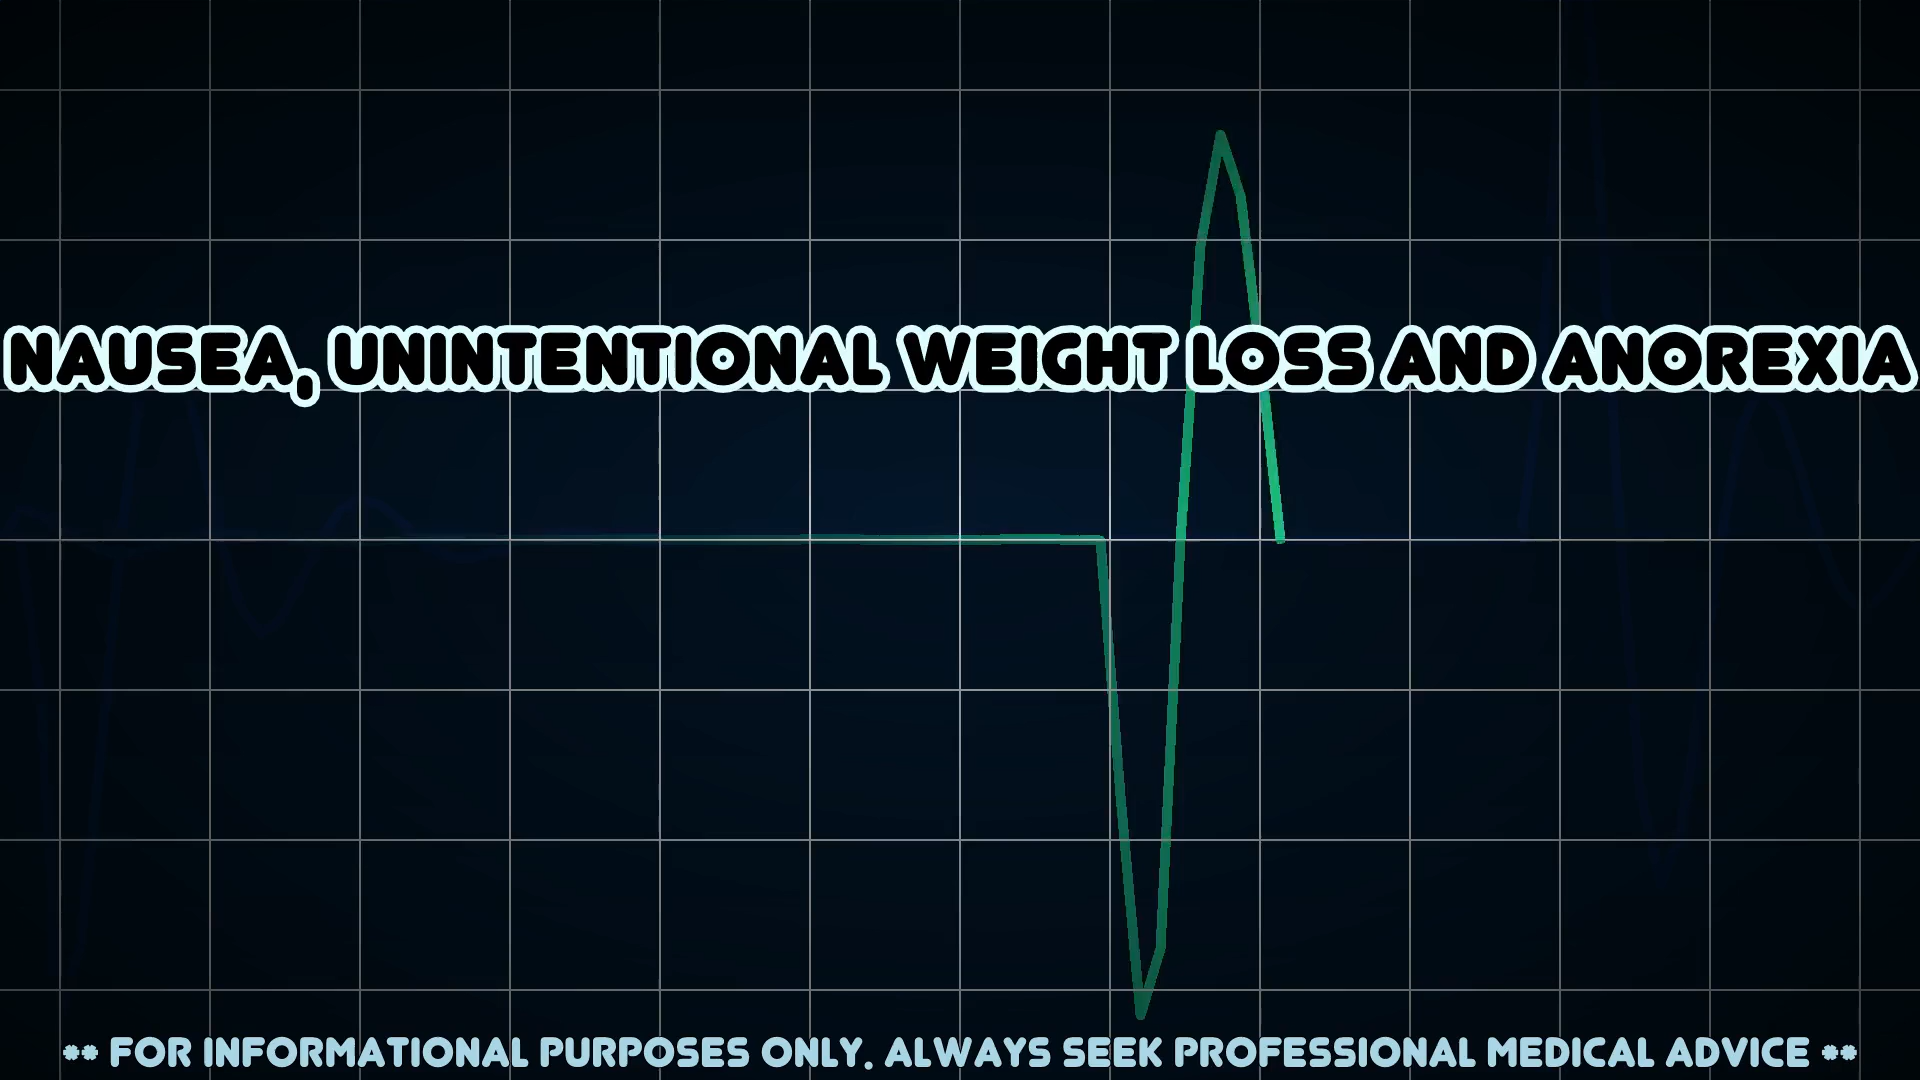 NAUSEA, UNINTENTIONAL WEIGHT LOSS AND ANOREXIA
** FOR INFORMATIONAL PURPOSES ONLY. ALWAYS SEEK PROFESSIONAL MEDICAL ADVICE **